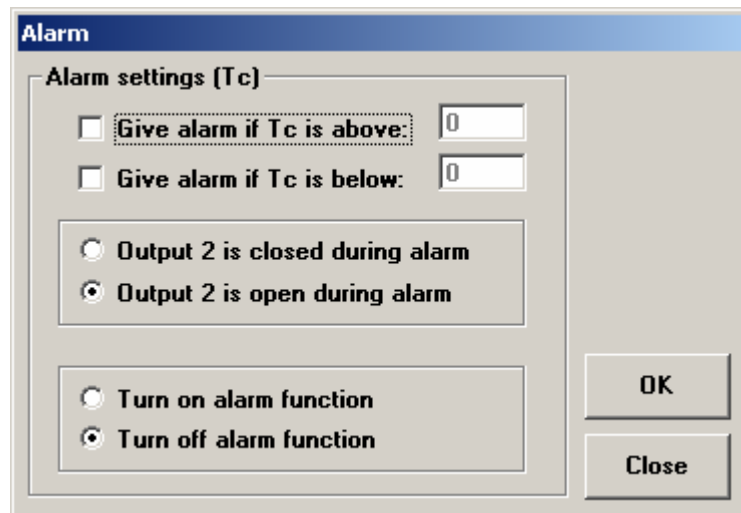 Alarm
Alarm settings (Tc)
Give alarm if Tc is above: 0
Give alarm if Tc is below: 0
Output 2 is closed during alarm
Output 2 is open during alarm
Turn on alarm function
Turn off alarm function
OK
Close